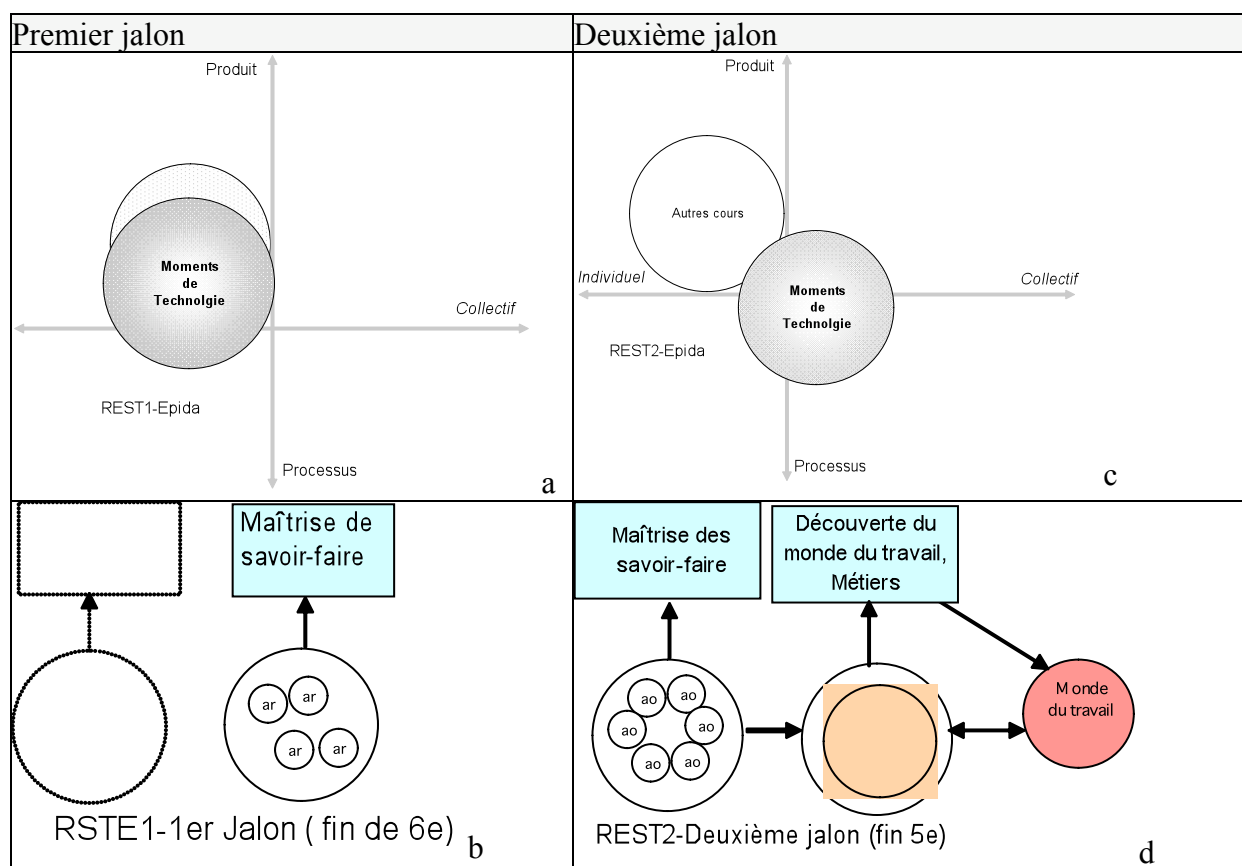 Premier jalon
Deuxième jalon
Produit
Moments
de
Technolgie
Collectif
REST1-Epida
Processus
a
Produit
Autres cours
Individuel
Collectif
Moments
de
Technolgie
REST2-Epida
Processus
c
Maîtrise de
savoir-faire
ar
ar
ar
ar
RSTE1-1er Jalon ( fin de 6e)
b
Maîtrise des
savoir-faire
Découverte du
monde du travail,
Métiers
ao
ao
ao
ao
ao
ao
Monde
du travail
REST2-Deuxième jalon (fin 5e)
d